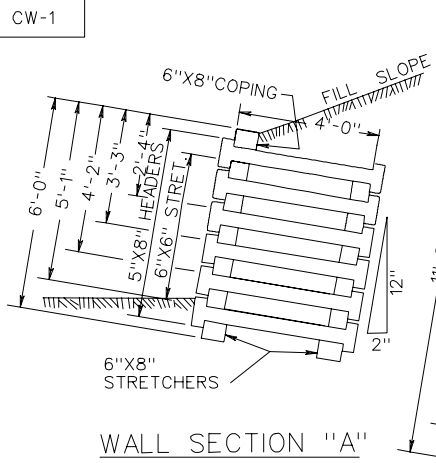 CW-1
6"X8"COPING
FILL SLOPE
4'-0"
2'-4"
3'-3"
4'-2"
5'-1"
6'-0"
5"X8" HEADERS
6"X6" STRET.
12"
2"
6"X8"
STRETCHERS
WALL SECTION "A"